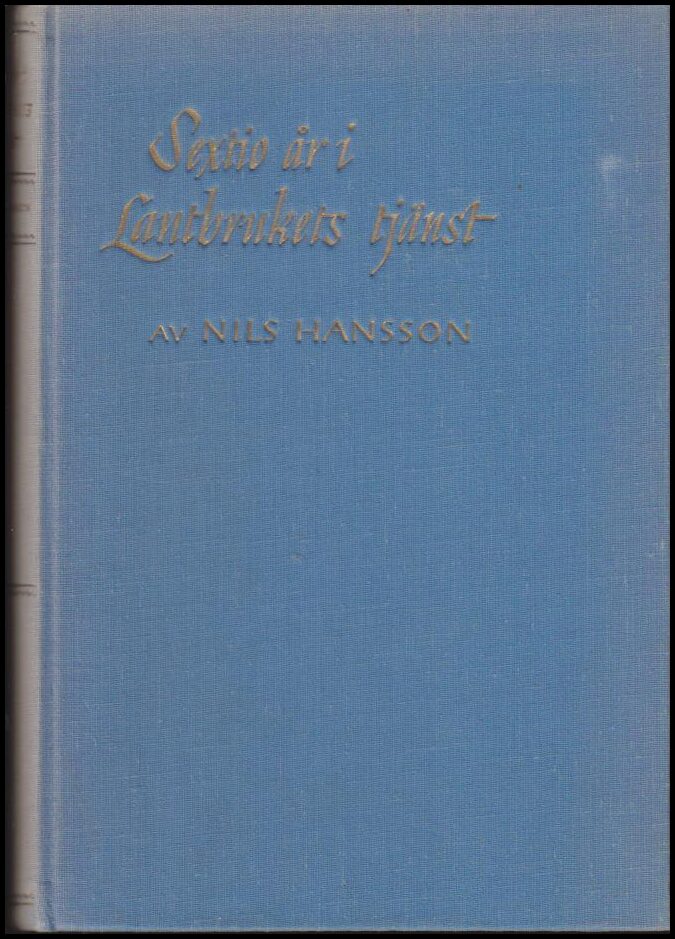 Sextio år i
Lantbrukets tjänst
AV NILS HANSSON